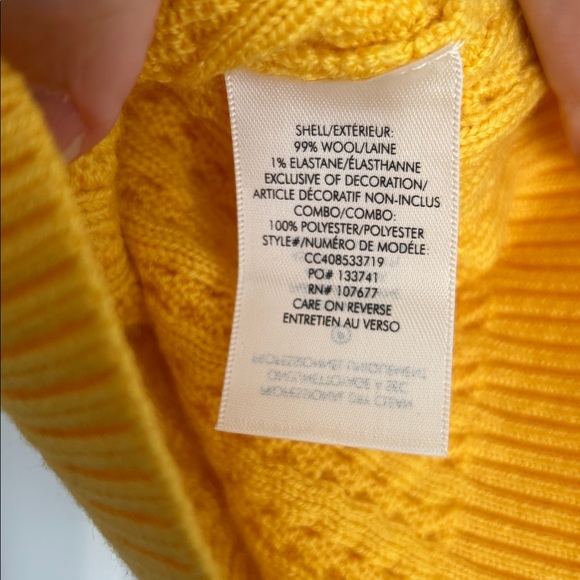 SHELL/EXTÉRIEUR:
99% WOOL/LAINE
1% ELASTANE/ÉLASTHANNE
EXCLUSIVE OF DECORATION/
ARTICLE DÉCORATIF NON-INCLUS
COMBO/COMBO:
100% POLYESTER/POLYESTER
STYLE#/NUMÉRO DE MODÈLE:
CC408533719
PO# 133741
RN# 107677
CARE ON REVERSE
ENTRETIEN AU VERSO